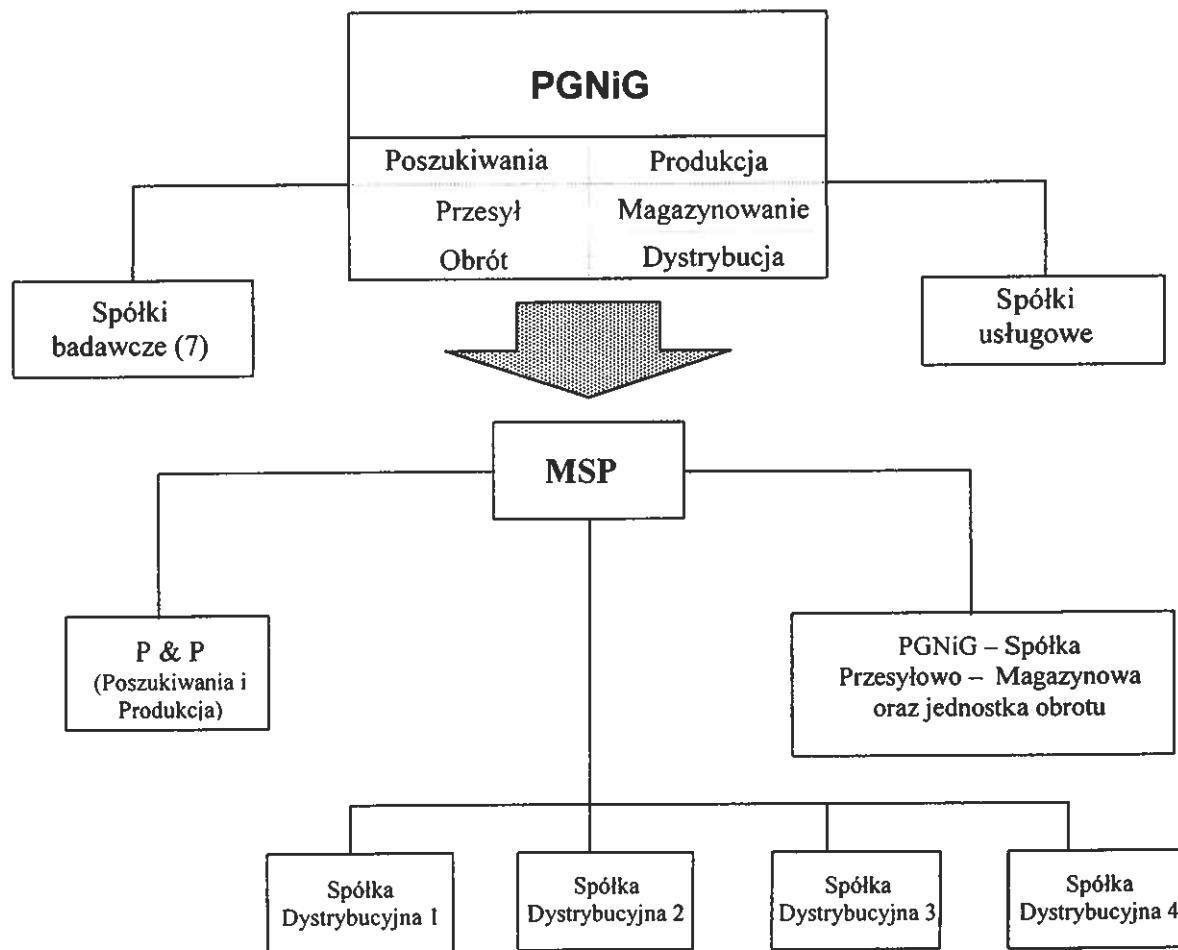 PGNiG
Poszukiwania Produkcja
Przesył Magazynowanie
Obrót Dystrybucja
Spółki
badawcze (7)
Spółki
usługowe
MSP
P & P
(Poszukiwania i
Produkcja)
PGNiG – Spółka
Przesyłowo – Magazynowa
oraz jednostka obrotu
Spółka
Dystrybucyjna 1
Spółka
Dystrybucyjna 2
Spółka
Dystrybucyjna 3
Spółka
Dystrybucyjna 4